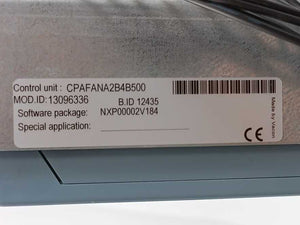 Control unit : CPAFANA2B4B500
MOD.ID:13096336 B.ID 12435
Software package: NXP00002V184
Special application:
Made by Vacon
CE